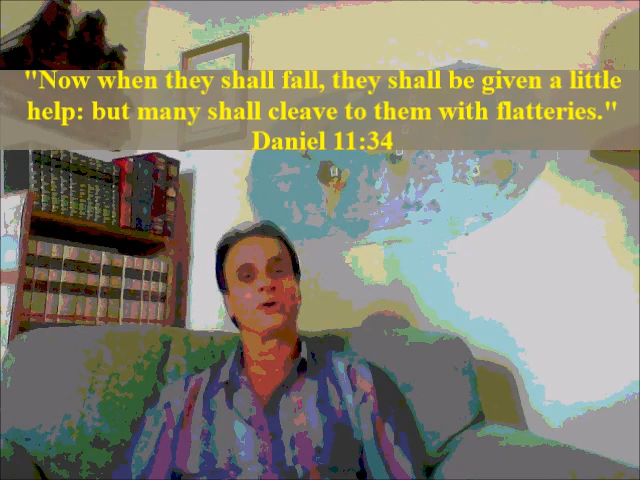 "Now when they shall fall, they shall be given a little
help: but many shall cleave to them with flatteries."
Daniel 11:34